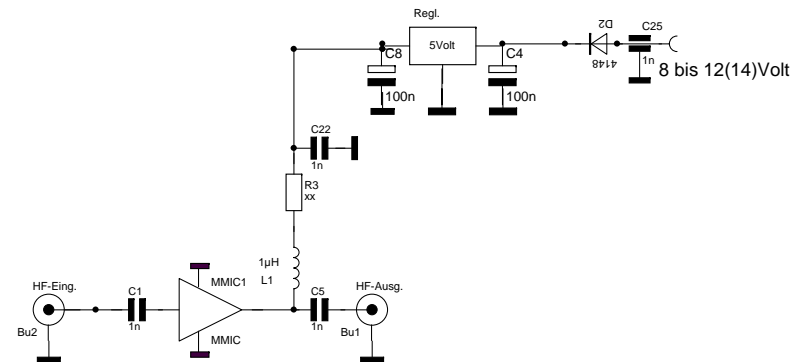 Regl.
D2
C25
C8
5Volt
C4
4148
1n
8 bis 12(14)Volt
100n
100n
C22
1n
R3
xx
1µH
L1
HF-Eing.
C1
MMIC1
C5
HF-Ausg.
Bu2
1n
MMIC
1n
Bu1